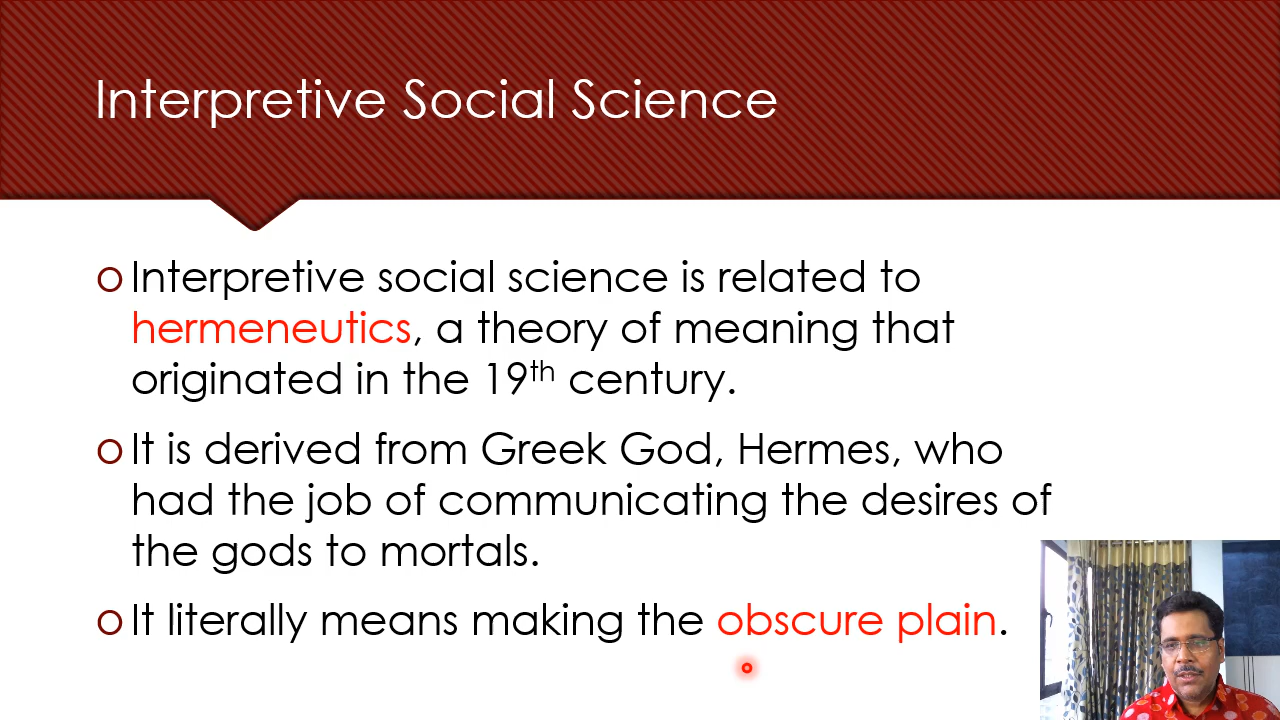 Interpretive Social Science
Interpretive social science is related to
hermeneutics, a theory of meaning that
originated in the 19th century.
It is derived from Greek God, Hermes, who
had the job of communicating the desires of
the gods to mortals.
It literally means making the obscure plain.